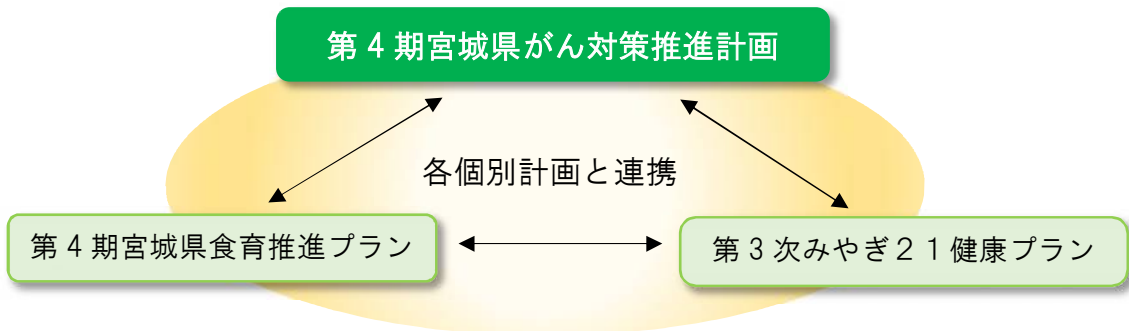 第4期宮城県がん対策推進計画
各個別計画と連携
第4期宮城県食育推進プラン
第3次みやぎ21健康プラン